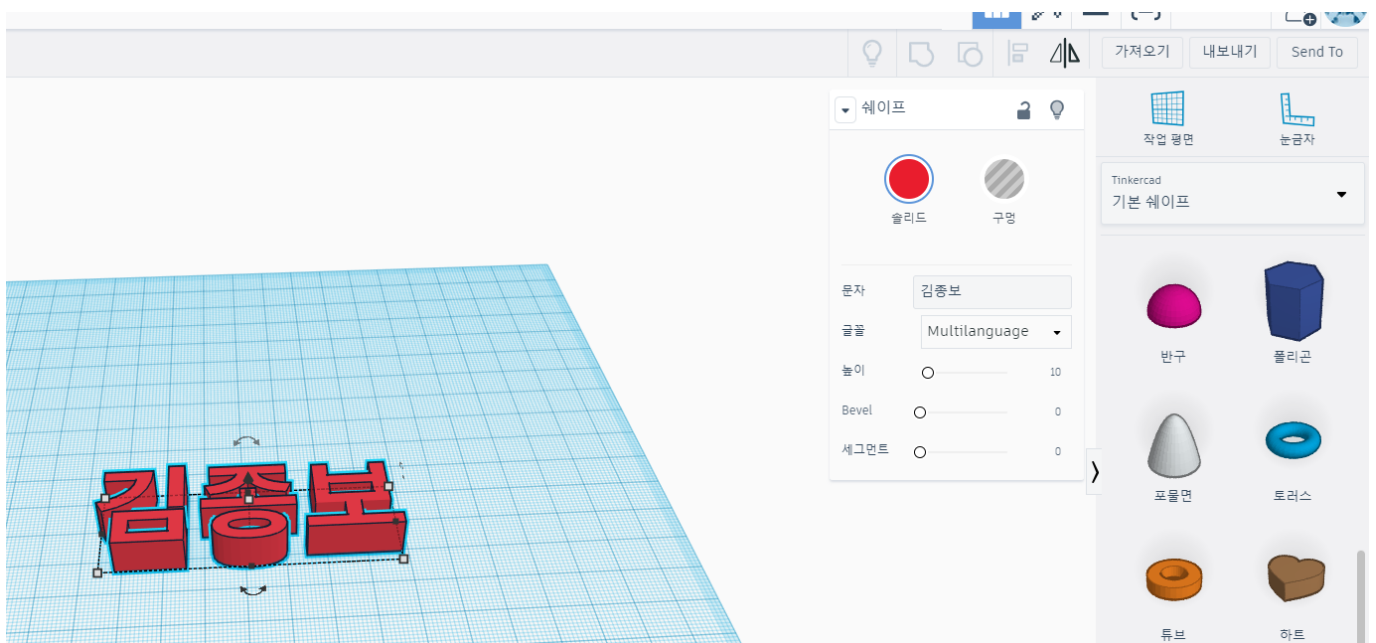 가져오기 내보내기 Send To
쉐이프
작업 평면 눈금자
Tinkercad
기본 쉐이프
솔리드 구멍
문자 김종보
글꼴 Multilanguage
높이 10
Bevel 0
세그먼트 0
반구 폴리곤
포물면 토러스
튜브 하트
김종보